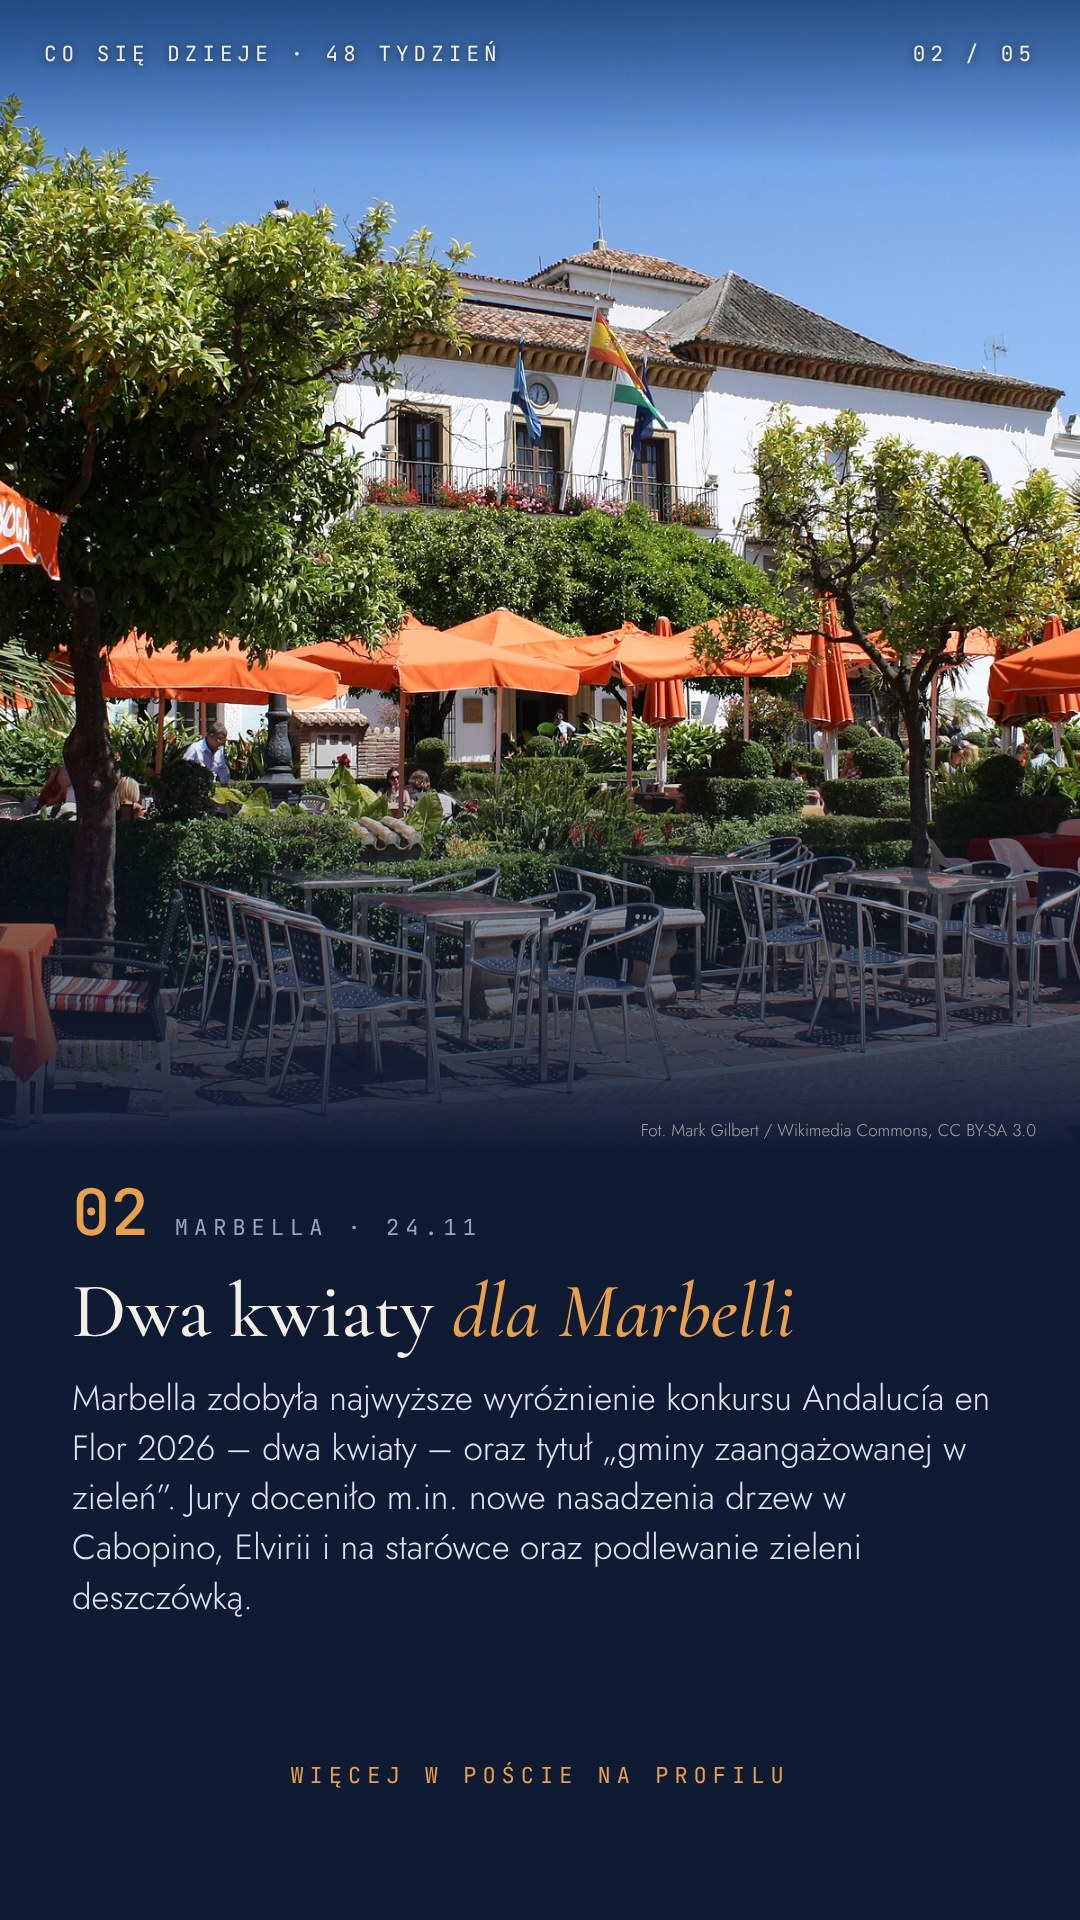 CO SIĘ DZIEJE · 48 TYDZIEŃ
02 / 05
Fot. Mark Gilbert / Wikimedia Commons, CC BY-SA 3.0
02 MARBELLA · 24.11
Dwa kwiaty dla Marbelli
Marbella zdobyła najwyższe wyróżnienie konkursu Andalucía en
Flor 2026 – dwa kwiaty – oraz tytuł „gminy zaangażowanej w
zieleń”. Jury doceniło m.in. nowe nasadzenia drzew w
Cabopino, Elvirii i na starówce oraz podlewanie zieleni
deszczówką.
WIĘCEJ W POŚCIE NA PROFILU